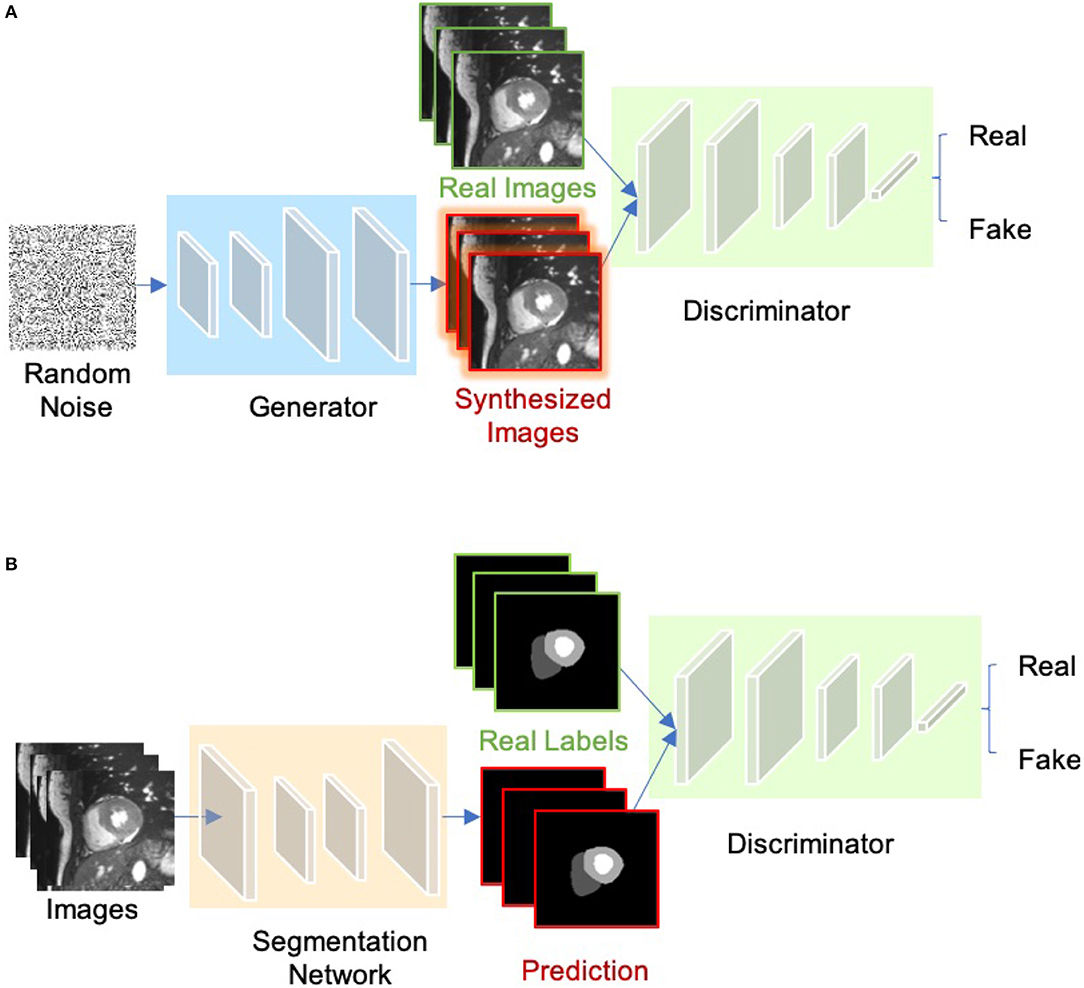 A
Real Images
Real
Fake
Discriminator
Random
Noise
Generator
Synthesized
Images
B
Real Labels
Real
Fake
Discriminator
Images
Segmentation
Network
Prediction